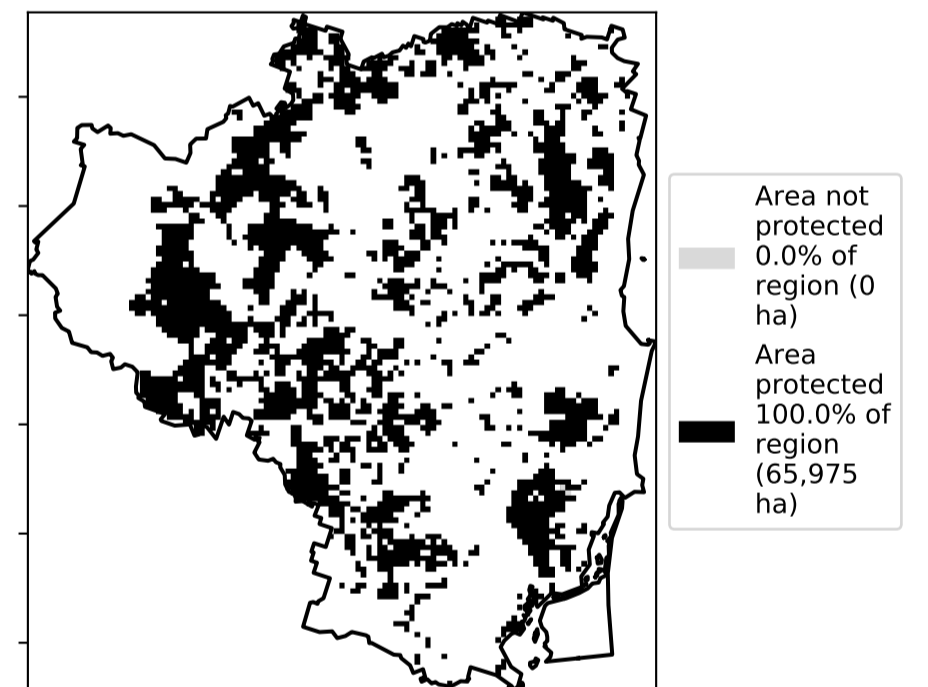 Area not
protected
0.0% of
region (0
ha)
Area
protected
100.0% of
region
(65,975
ha)